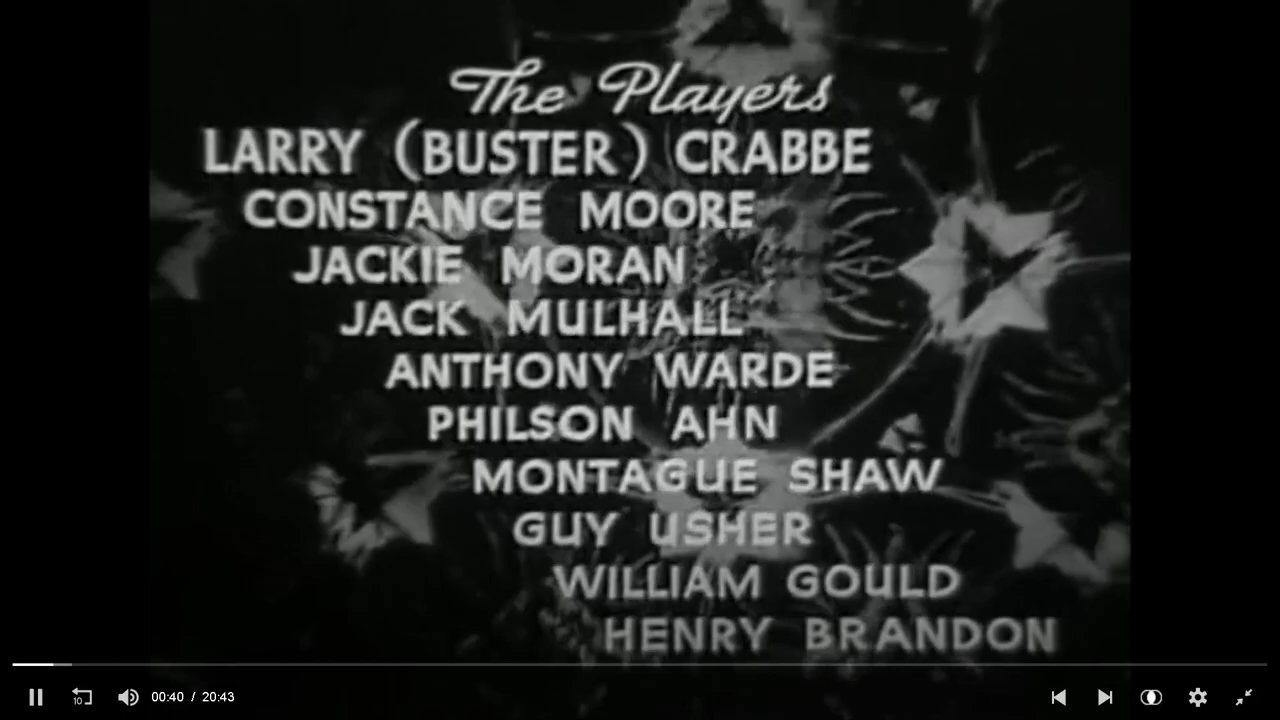 The Players
LARRY (BUSTER) CRABBE
CONSTANCE MOORE
JACKIE MORAN
JACK MULHALL
ANTHONY WARDE
PHILSON AHN
MONTAGUE SHAW
GUY USHER
WILLIAM GOULD
HENRY BRANDON
10
00:40 / 20:43